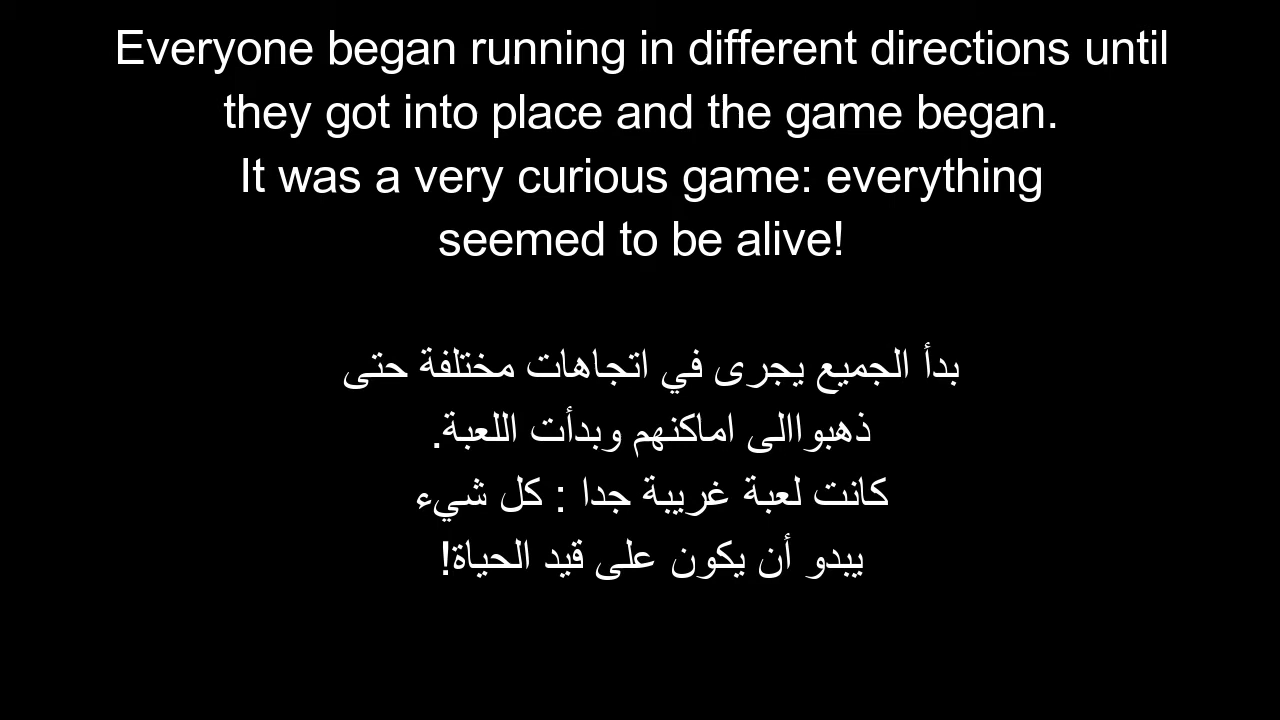 Everyone began running in different directions until
they got into place and the game began.
It was a very curious game: everything
seemed to be alive!
بدأ الجميع يجرى في اتجاهات مختلفة حتى
ذهبواالى اماكنهم وبدأت اللعبة.
كانت لعبة غريبة جدا : كل شيء
يبدو أن يكون على قيد الحياة!